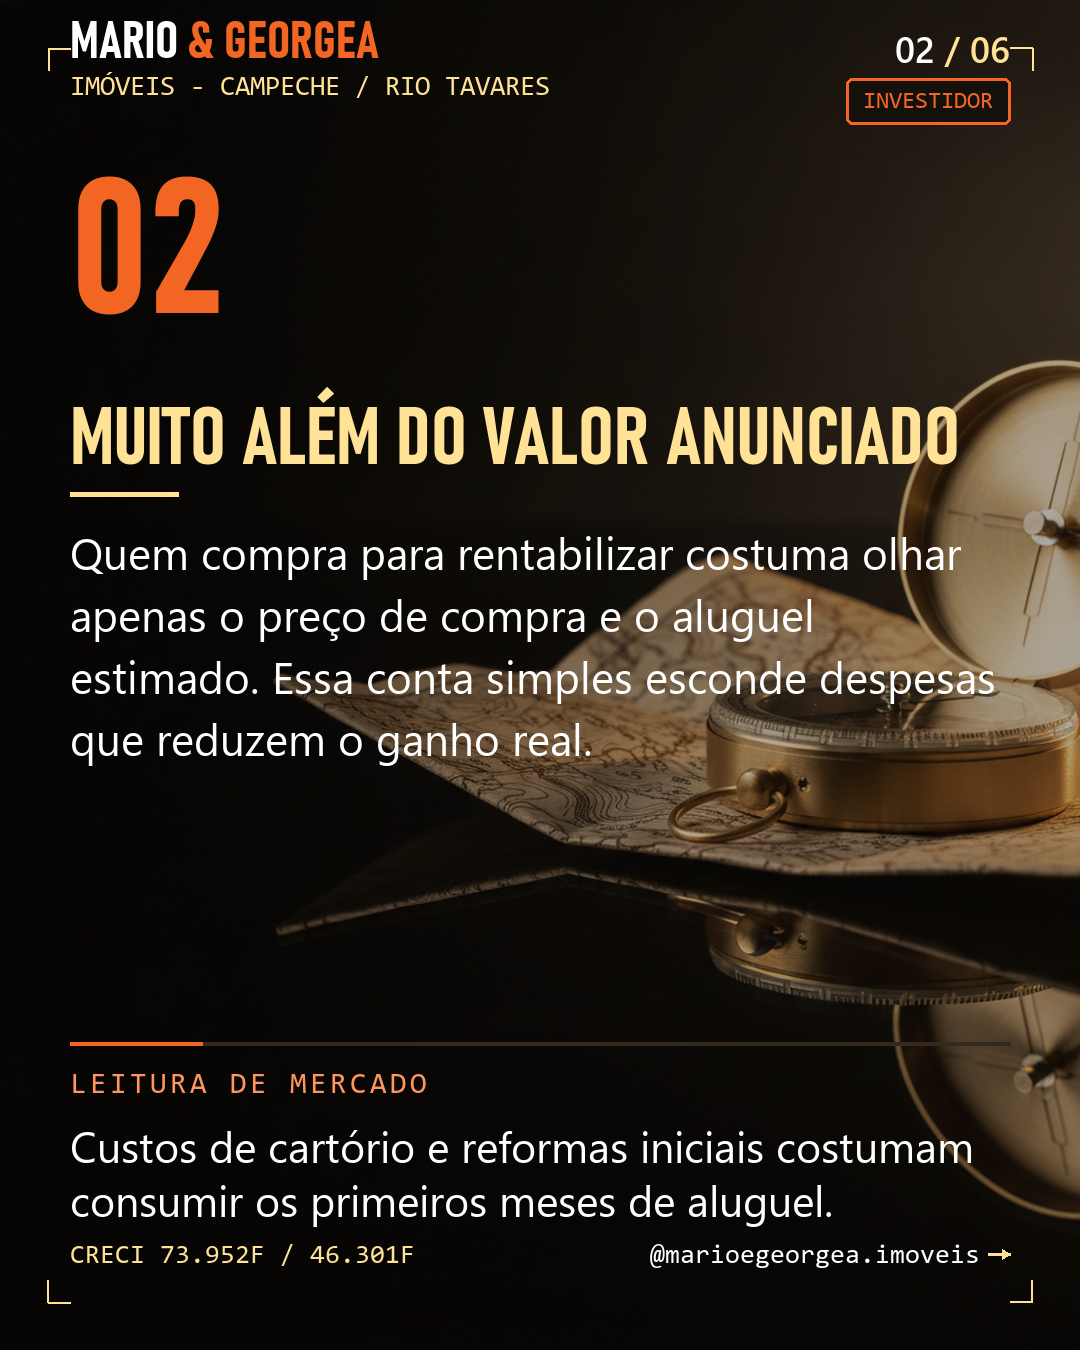 MARIO & GEORGEA
IMÓVEIS - CAMPECHE / RIO TAVARES
02 / 06
INVESTIDOR
02
MUITO ALÉM DO VALOR ANUNCIADO
Quem compra para rentabilizar costuma olhar
apenas o preço de compra e o aluguel
estimado. Essa conta simples esconde despesas
que reduzem o ganho real.
LEITURA DE MERCADO
Custos de cartório e reformas iniciais costumam
consumir os primeiros meses de aluguel.
CRECI 73.952F / 46.301F
@marioegeorgea.imoveis